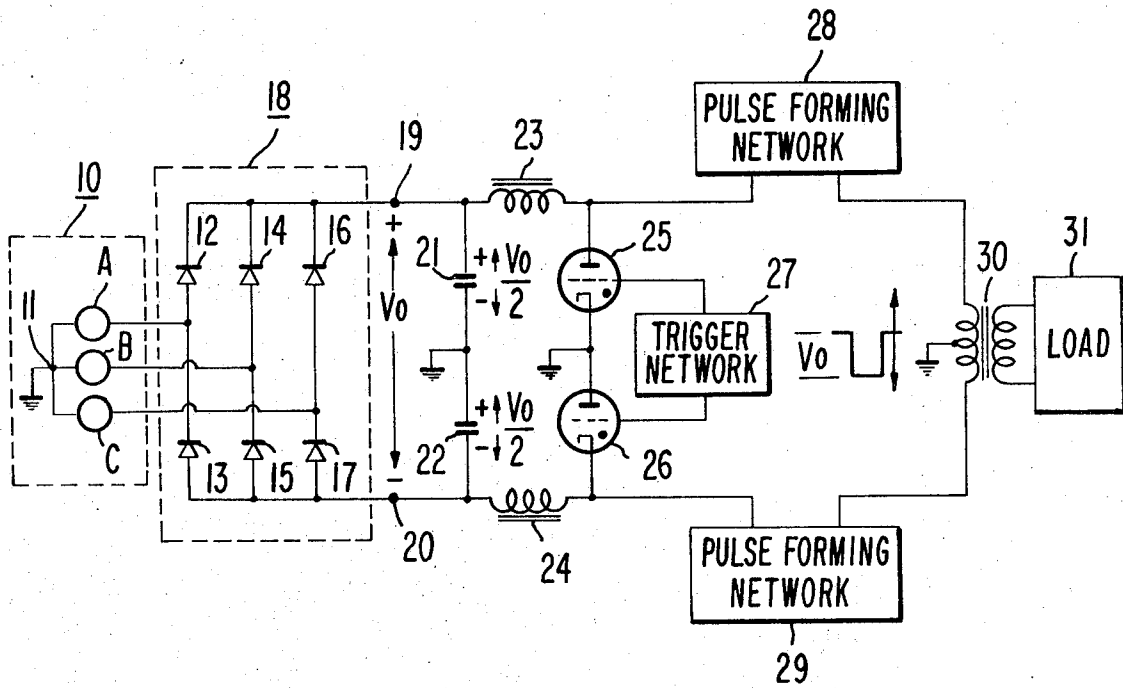 28
PULSE FORMING
NETWORK
18
19
23
10
12
14
16
+
25
A
21
+ Vo
- 2
27
30
31
11
Vo
TRIGGER
NETWORK
Vo
LOAD
B
+ Vo
- 2
22
C
26
13
15
17
-
20
24
PULSE FORMING
NETWORK
29